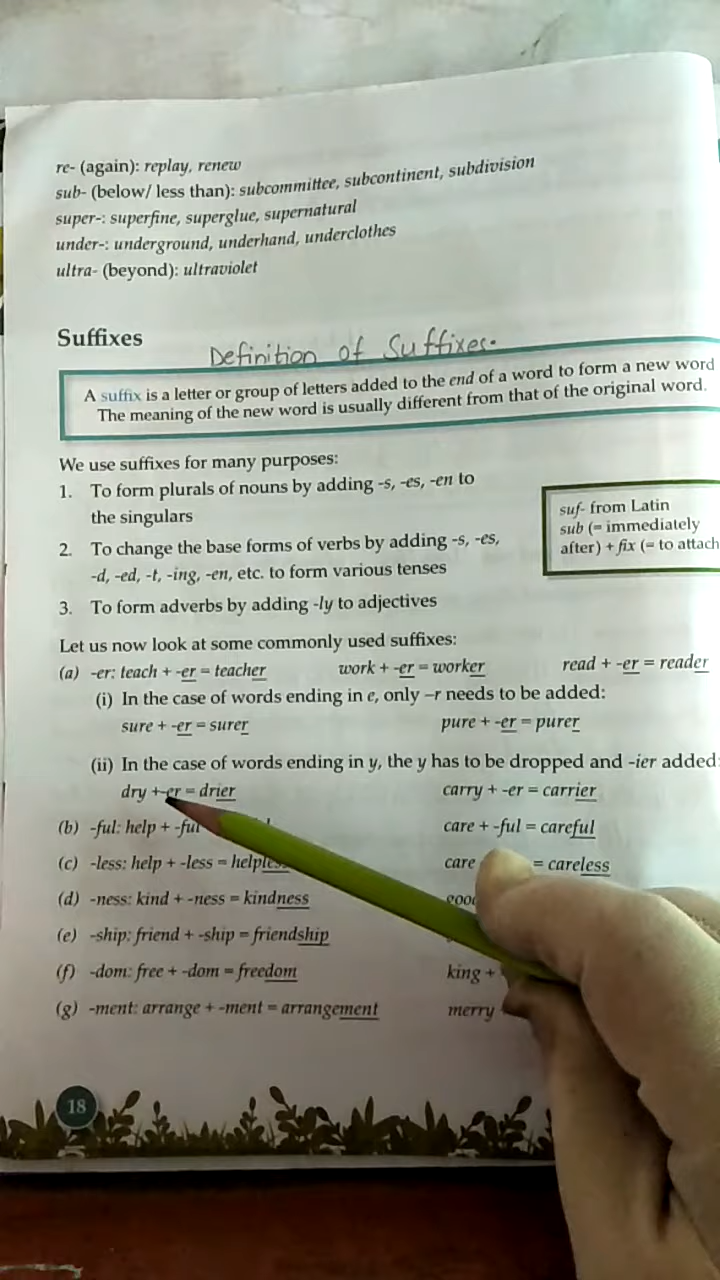 re- (again): replay, renew
sub- (below/ less than): subcommittee, subcontinent, subdivision
super-: superfine, superglue, supernatural
under-: underground, underhand, underclothes
ultra- (beyond): ultraviolet
Suffixes
Definition of Suffixes.
A suffix is a letter or group of letters added to the end of a word to form a new word
The meaning of the new word is usually different from that of the original word.
We use suffixes for many purposes:
1. To form plurals of nouns by adding -s, -es, -en to
the singulars
suf- from Latin
sub (= immediately
after) + fix (= to attach
2. To change the base forms of verbs by adding -s, -es,
-d, -ed, -t, -ing, -en, etc. to form various tenses
3. To form adverbs by adding -ly to adjectives
Let us now look at some commonly used suffixes:
(a) -er: teach + -er = teacher work + -er = worker read + -er = reader
(i) In the case of words ending in e, only –r needs to be added:
sure + -er = surer pure + -er = purer
(ii) In the case of words ending in y, the y has to be dropped and -ier added:
dry + -er = drier carry + -er = carrier
(b) -ful: help + -ful care + -ful = careful
(c) -less: help + -less = helpless care = careless
(d) -ness: kind + -ness = kindness
(e) -ship: friend + -ship = friendship
(f) -dom: free + -dom = freedom king +
(g) -ment: arrange + -ment = arrangement merry
18